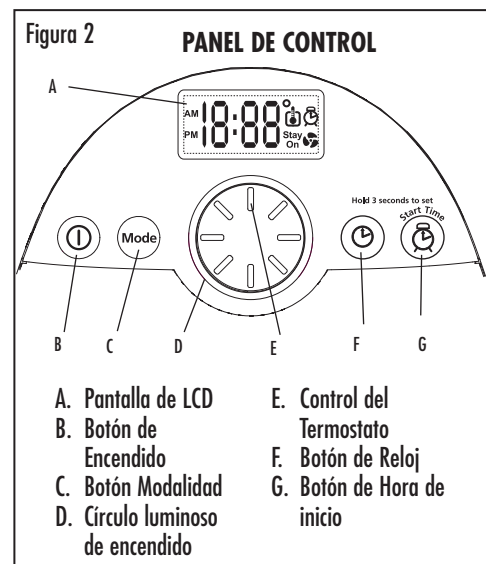 Figura 2
PANEL DE CONTROL
A
AM 18:88°
PM Stay
On
Hold 3 seconds to set
Start Time
Mode
B C D E F G
A. Pantalla de LCD
B. Botón de
Encendido
C. Botón Modalidad
D. Círculo luminoso
de encendido
E. Control del
Termostato
F. Botón de Reloj
G. Botón de Hora de
inicio